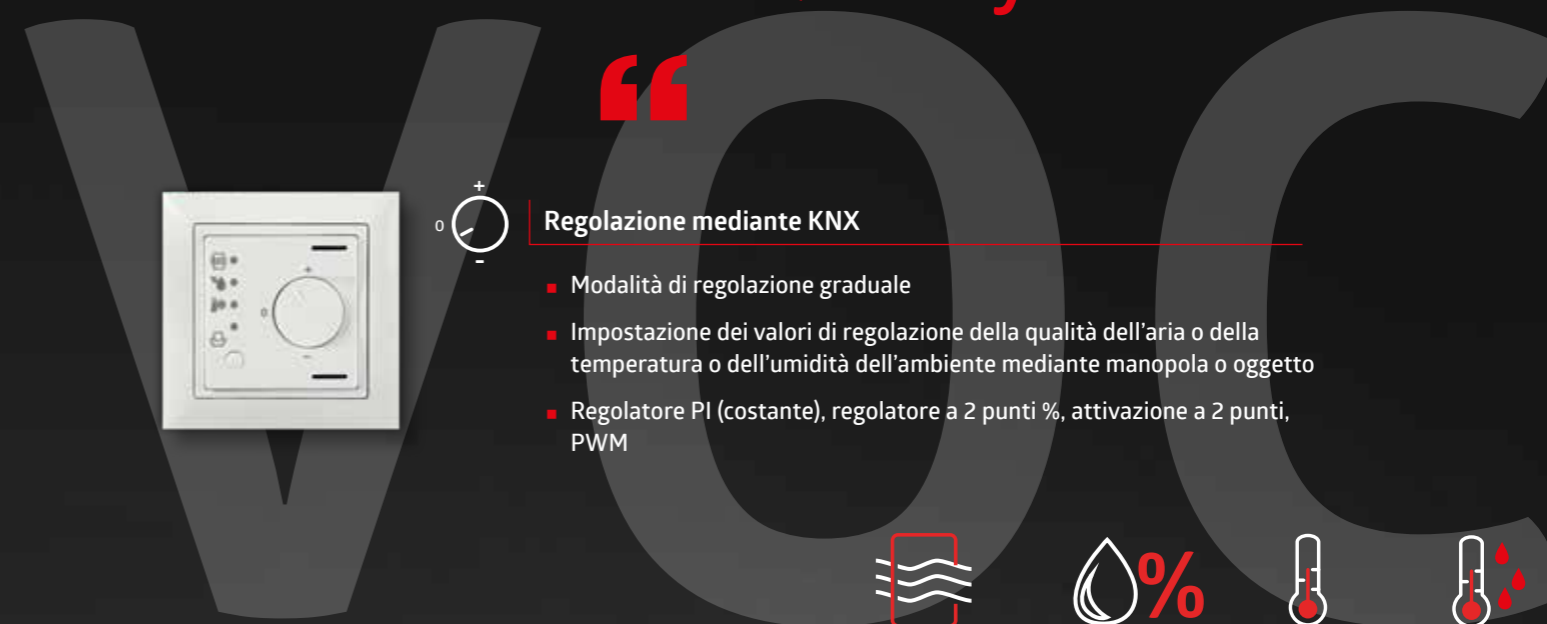 VOC
“
+
0
-
Regolazione mediante KNX
Modalità di regolazione graduale
Impostazione dei valori di regolazione della qualità dell’aria o della
temperatura o dell’umidità dell’ambiente mediante manopola o oggetto
Regolatore PI (costante), regolatore a 2 punti %, attivazione a 2 punti,
PWM
+
0
-
%